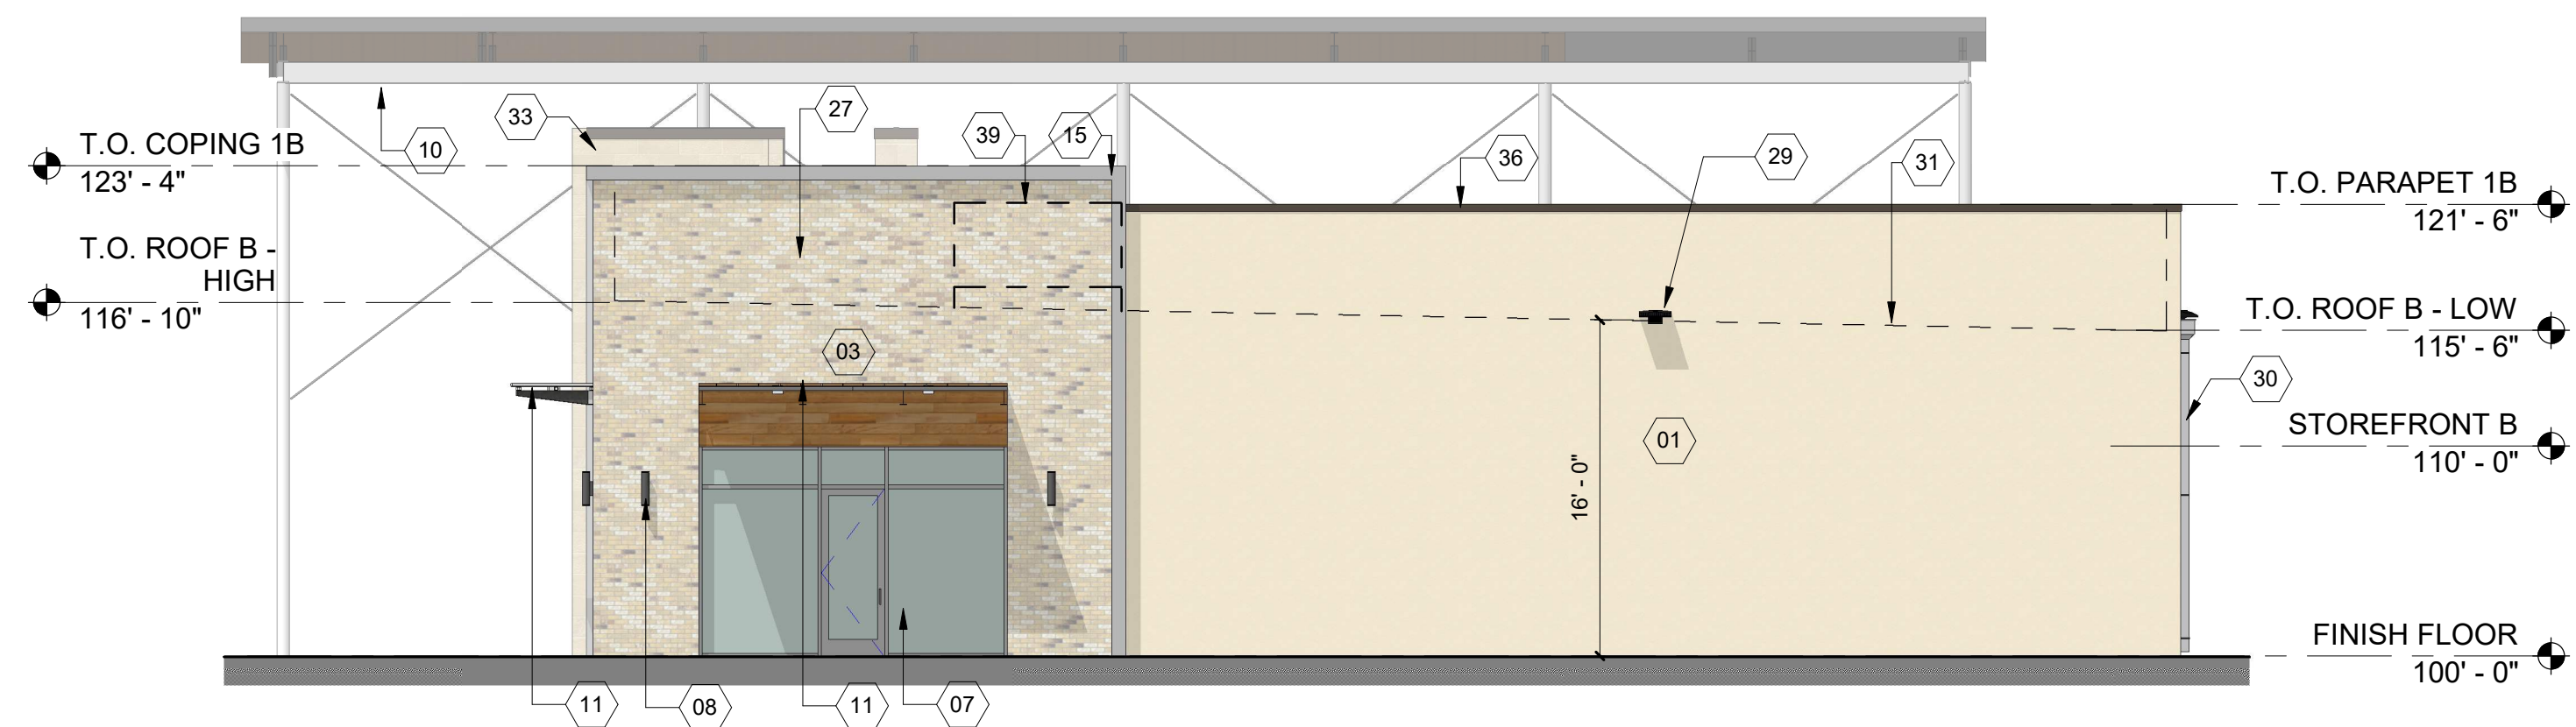 T.O. COPING 1B
123' - 4"
T.O. ROOF B -
HIGH
116' - 10"
10
33
27
39
15
36
29
31
03
01
30
16' - 0"
11
08
11
07
T.O. PARAPET 1B
121' - 6"
T.O. ROOF B - LOW
115' - 6"
STOREFRONT B
110' - 0"
FINISH FLOOR
100' - 0"